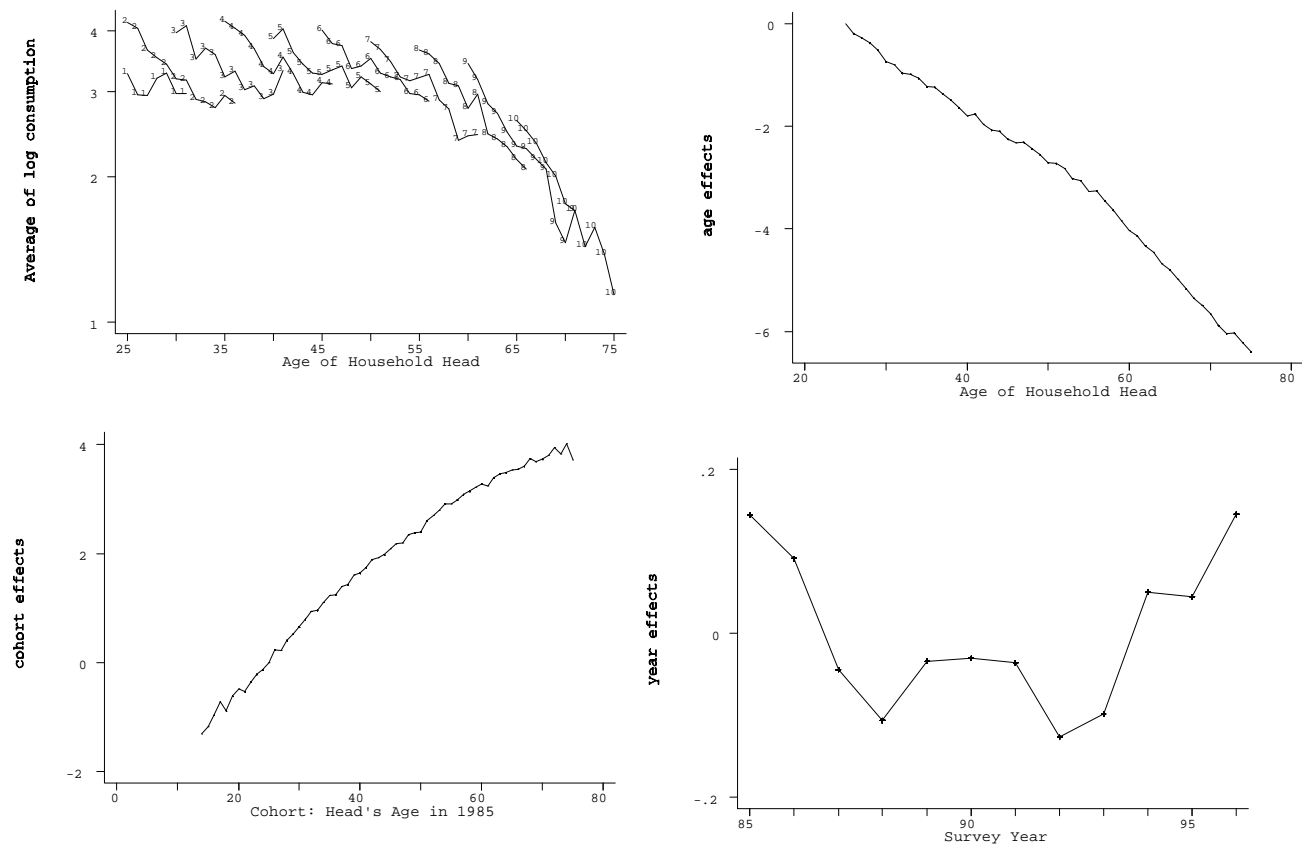 Average of log consumption
4
3
2
1
25 35 45 55 65 75
Age of Household Head
age effects
0
-2
-4
-6
20 40 60 80
Age of Household Head
cohort effects
4
2
0
-2
0 20 40 60 80
Cohort: Head's Age in 1985
year effects
.2
0
-.2
85 90 95
Survey Year